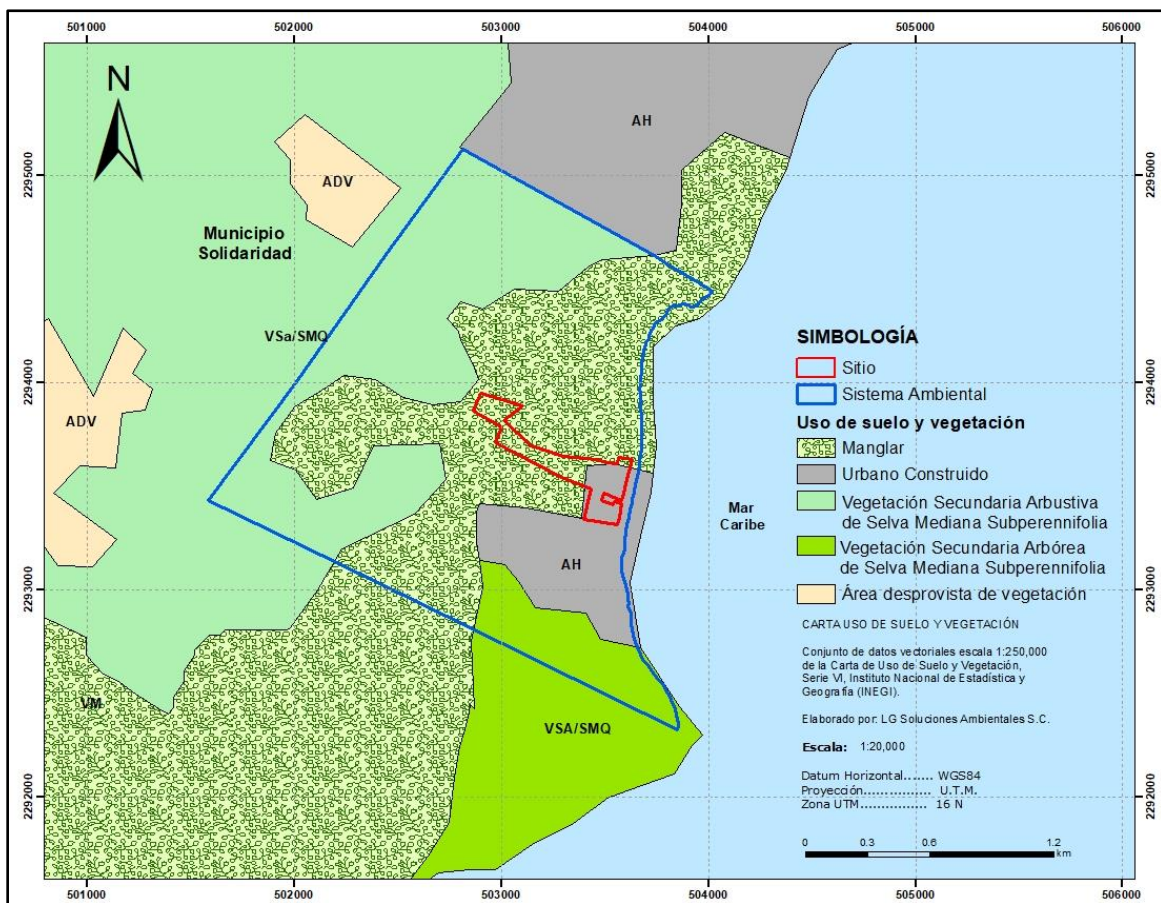 501000 502000 503000 504000 505000 506000
N
AH
2295000 2295000
ADV
Municipio
Solidaridad
VSa/SMQ
SIMBOLOGÍA
Sitio
Sistema Ambiental
Uso de suelo y vegetación
Manglar
Urbano Construido
Vegetación Secundaria Arbustiva
de Selva Mediana Subperennifolia
Vegetación Secundaria Arbórea
de Selva Mediana Subperennifolia
Área desprovista de vegetación
2294000 2294000
ADV
Mar
Caribe
AH
2293000 2293000
CARTA USO DE SUELO Y VEGETACIÓN
Conjunto de datos vectoriales escala 1:250,000
de la Carta de Uso de Suelo y Vegetación,
Serie VI, Instituto Nacional de Estadística y
Geografía (INEGI).
Elaborado por: LG Soluciones Ambientales S.C.
Escala: 1:20,000
Datum Horizontal....... WGS84
Proyección................ U.T.M.
Zona UTM................. 16 N
VM
VSA/SMQ
2292000 2292000
0 0.3 0.6 1.2
km
501000 502000 503000 504000 505000 506000